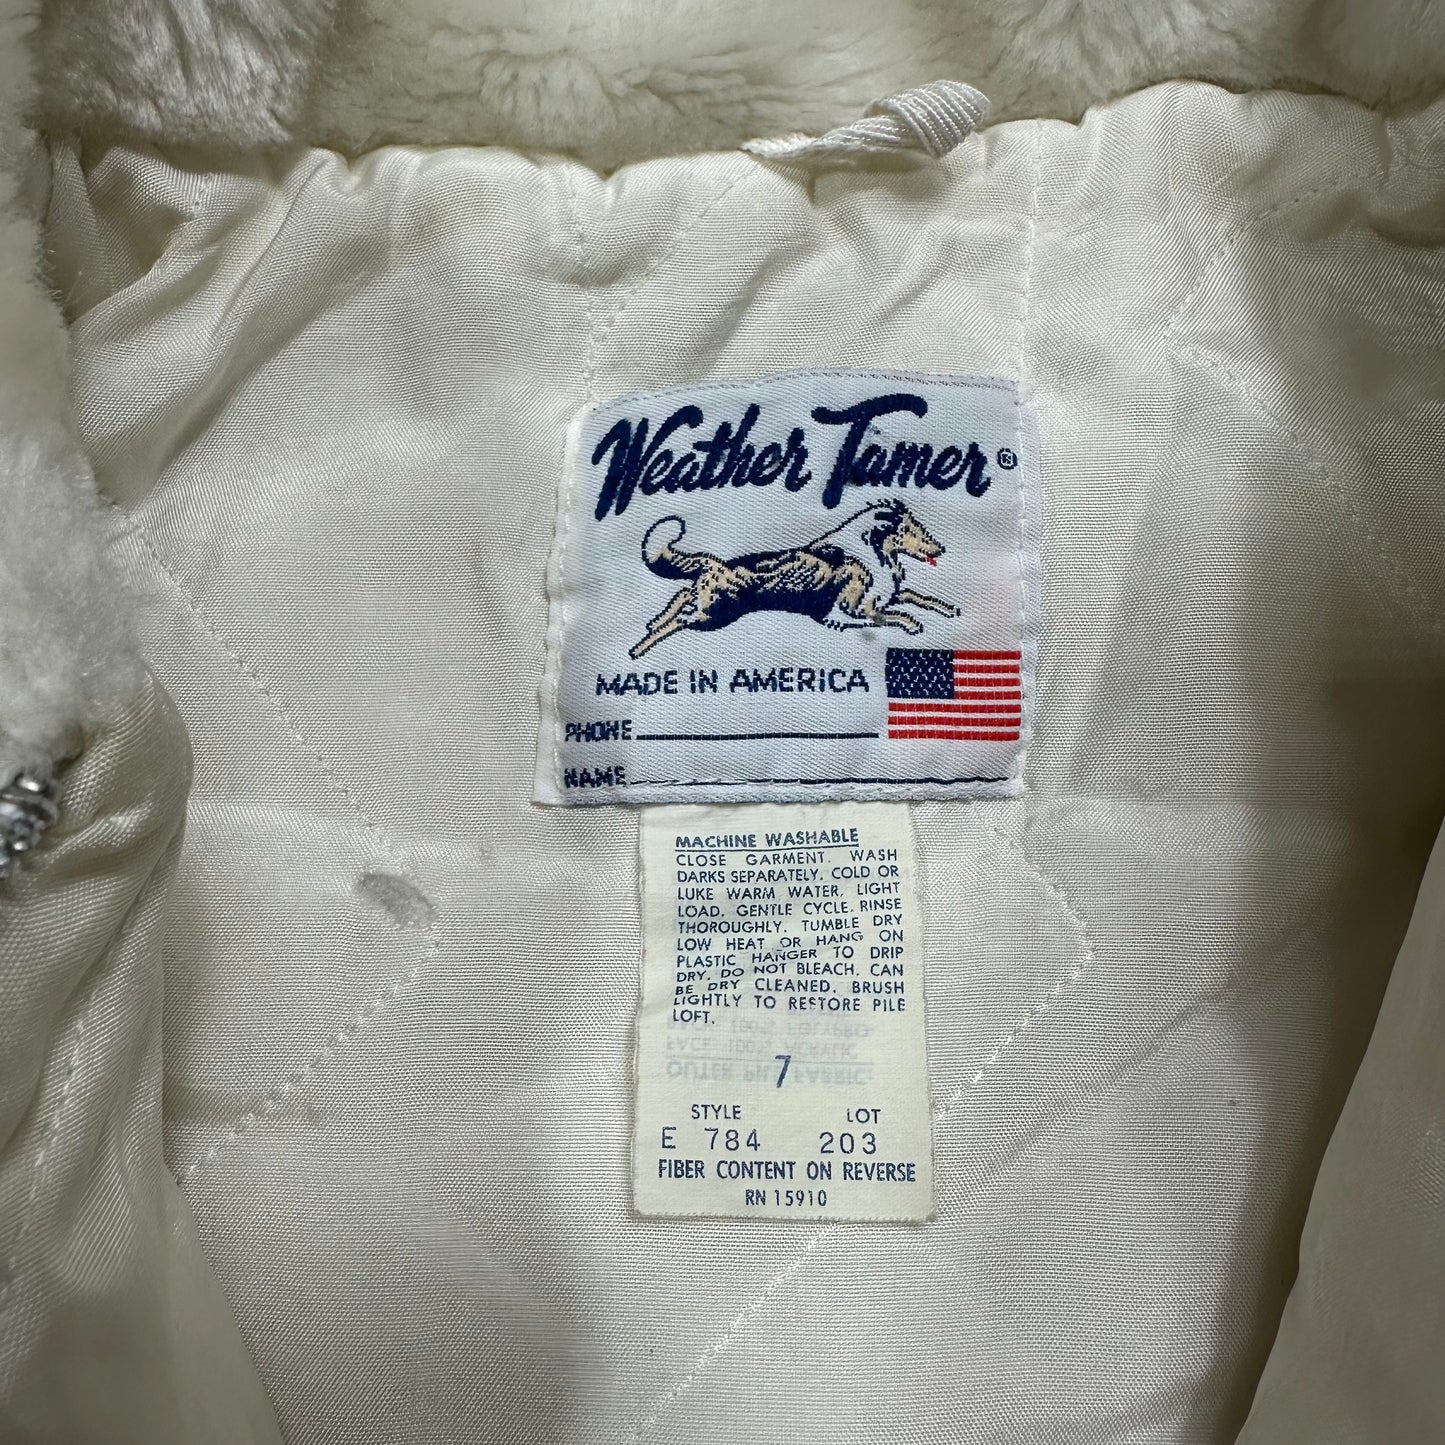 Weather Tamer®
MADE IN AMERICA
PHONE
NAME
MACHINE WASHABLE
CLOSE GARMENT. WASH
DARKS SEPARATELY. COLD OR
LUKE WARM WATER, LIGHT
LOAD. GENTLE CYCLE. RINSE
THOROUGHLY. TUMBLE DRY
LOW HEAT OR HANG ON
PLASTIC HANGER TO DRIP
DRY. DO NOT BLEACH. CAN
BE DRY CLEANED. BRUSH
LIGHTLY TO RESTORE PILE
LOFT.
7
STYLE LOT
E 784 203
FIBER CONTENT ON REVERSE
RN 15910